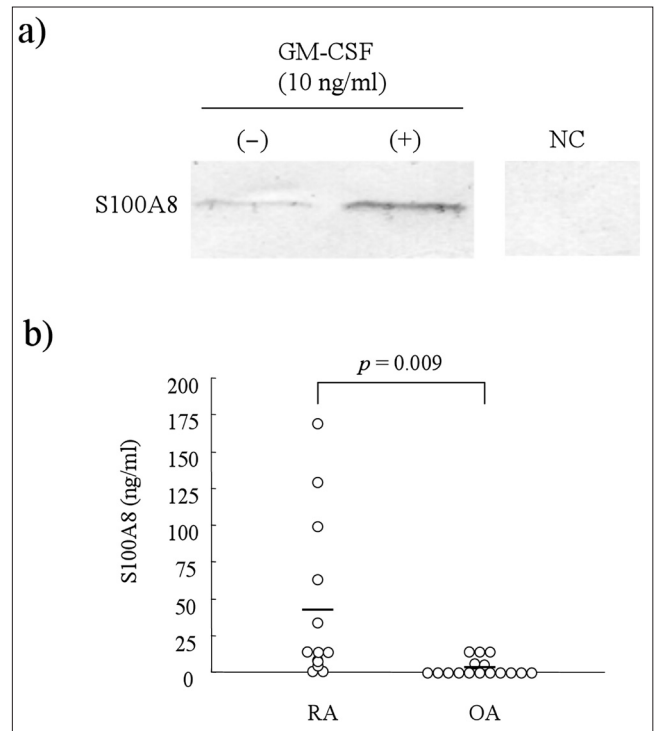 a)
GM-CSF
(10 ng/ml)
(−) (+) NC
S100A8
b)
p = 0.009
200
175
150
125
100
75
50
25
0
S100A8 (ng/ml)
RA OA